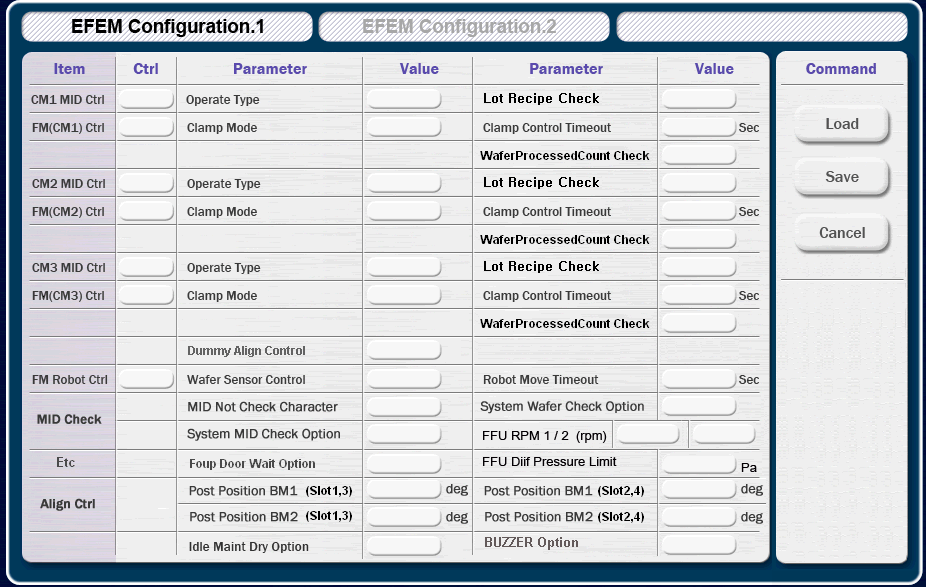 EFEM Configuration.1 EFEM Configuration.2
Item Ctrl Parameter Value Parameter Value Command
CM1 MID Ctrl Operate Type Lot Recipe Check
Load
FM(CM1) Ctrl Clamp Mode Clamp Control Timeout Sec
WaferProcessedCount Check
Save
CM2 MID Ctrl Operate Type Lot Recipe Check
FM(CM2) Ctrl Clamp Mode Clamp Control Timeout Sec
Cancel
WaferProcessedCount Check
CM3 MID Ctrl Operate Type Lot Recipe Check
FM(CM3) Ctrl Clamp Mode Clamp Control Timeout Sec
WaferProcessedCount Check
Dummy Align Control
FM Robot Ctrl Wafer Sensor Control Robot Move Timeout Sec
MID Check MID Not Check Character System Wafer Check Option
System MID Check Option FFU RPM 1 / 2 (rpm)
Etc Foup Door Wait Option FFU Diif Pressure Limit Pa
Align Ctrl Post Position BM1 (Slot1,3) deg Post Position BM1 (Slot2,4) deg
Post Position BM2 (Slot1,3) deg Post Position BM2 (Slot2,4) deg
Idle Maint Dry Option BUZZER Option